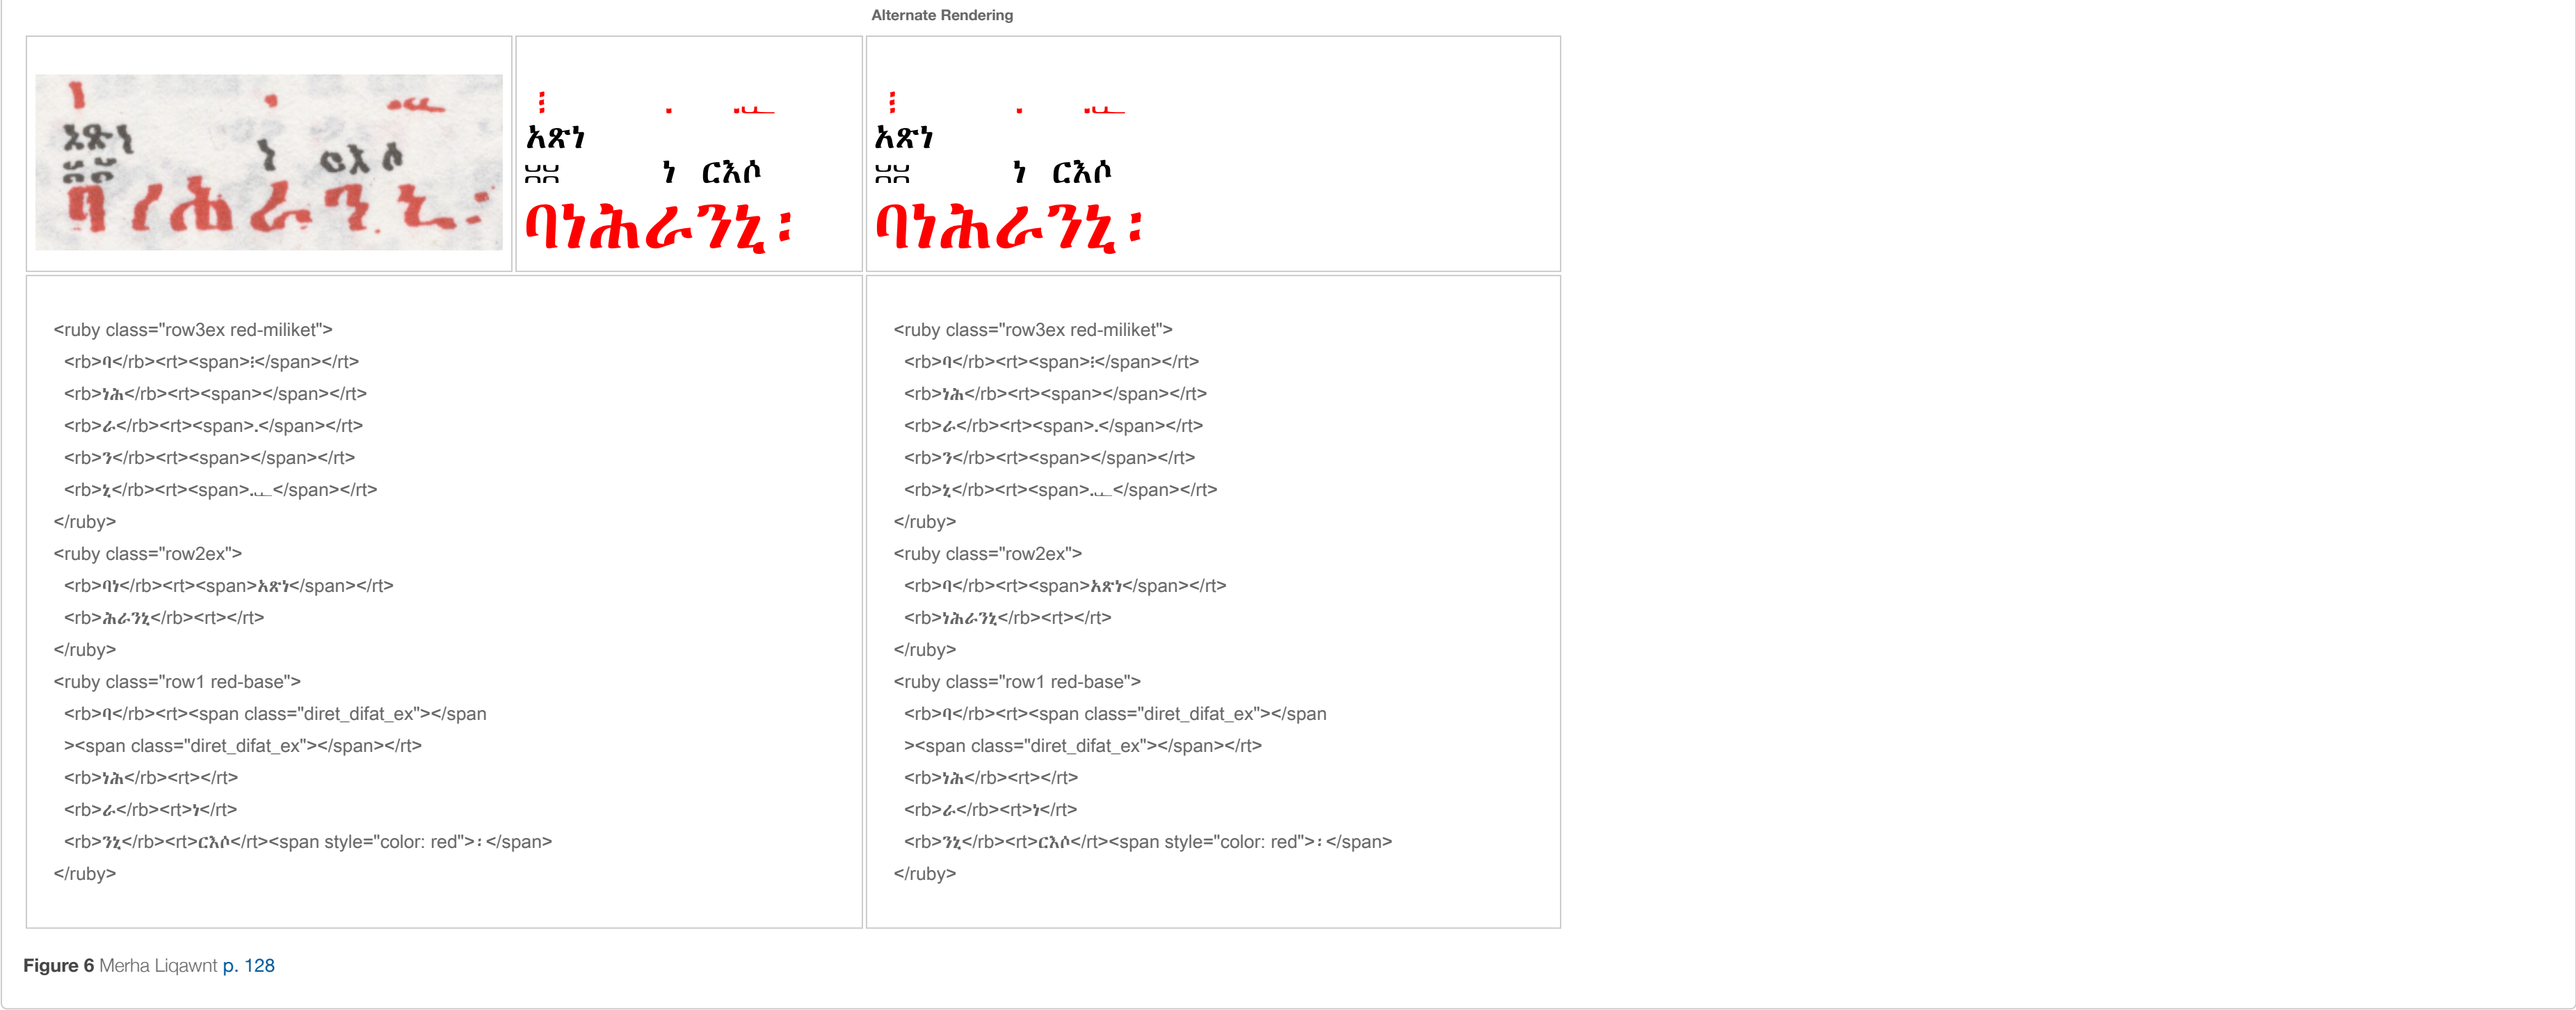 Alternate Rendering
አጽነ
ነ ርእሶ
ባነሕራንኒ፡
አጽነ
ነ ርእሶ
ባነሕራንኒ፡
አጽነ
ነ ርእሶ
ባነሕራንኒ፡
<ruby class="row3ex red-miliket">
<rb>ባ</rb><rt><span>⁝</span></rt>
<rb>ነሕ</rb><rt><span></span></rt>
<rb>ራ</rb><rt><span>.</span></rt>
<rb>ን</rb><rt><span></span></rt>
<rb>ኒ</rb><rt><span>.</span></rt>
</ruby>
<ruby class="row2ex">
<rb>ባነ</rb><rt><span>አጽነ</span></rt>
<rb>ሕራንኒ</rb><rt></rt>
</ruby>
<ruby class="row1 red-base">
<rb>ባ</rb><rt><span class="diret_difat_ex"></span
><span class="diret_difat_ex"></span></rt>
<rb>ነሕ</rb><rt></rt>
<rb>ራ</rb><rt>ነ</rt>
<rb>ንኒ</rb><rt>ርእሶ</rt><span style="color: red">፡</span>
</ruby>
<ruby class="row3ex red-miliket">
<rb>ባ</rb><rt><span>⁝</span></rt>
<rb>ነሕ</rb><rt><span></span></rt>
<rb>ራ</rb><rt><span>.</span></rt>
<rb>ን</rb><rt><span></span></rt>
<rb>ኒ</rb><rt><span>.</span></rt>
</ruby>
<ruby class="row2ex">
<rb>ባ</rb><rt><span>አጽነ</span></rt>
<rb>ነሕራንኒ</rb><rt></rt>
</ruby>
<ruby class="row1 red-base">
<rb>ባ</rb><rt><span class="diret_difat_ex"></span
><span class="diret_difat_ex"></span></rt>
<rb>ነሕ</rb><rt></rt>
<rb>ራ</rb><rt>ነ</rt>
<rb>ንኒ</rb><rt>ርእሶ</rt><span style="color: red">፡</span>
</ruby>
Figure 6 Merha Liqawnt p. 128